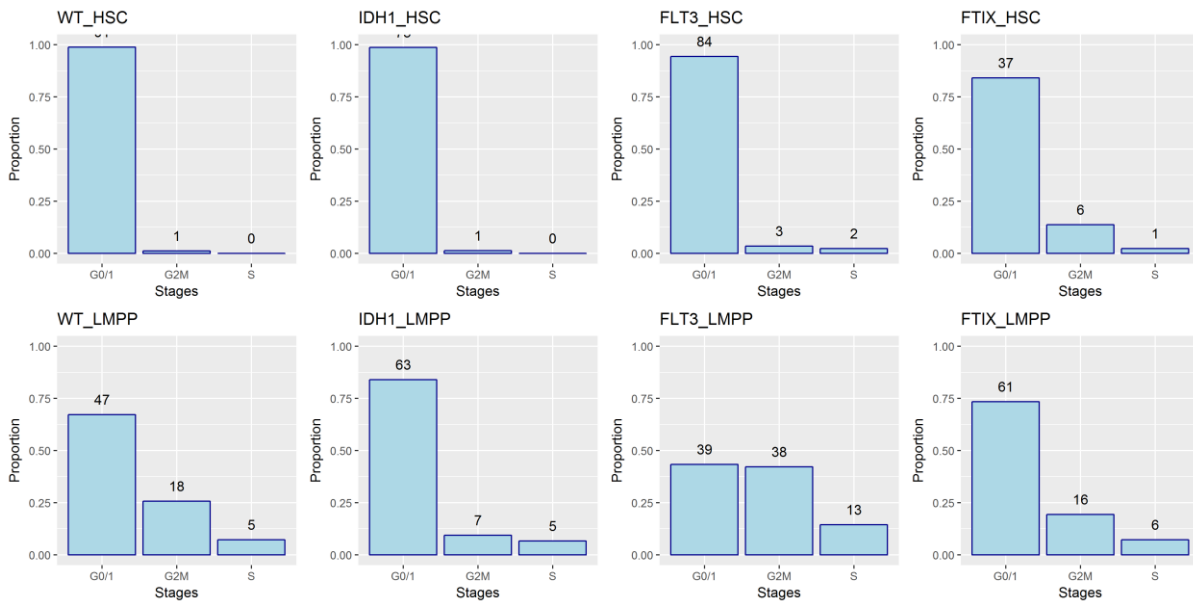 WT_HSC
Proportion
1.00
0.75
0.50
0.25
0.00
1
0
G0/1 G2M S
Stages
IDH1_HSC
Proportion
1.00
0.75
0.50
0.25
0.00
1
0
G0/1 G2M S
Stages
FLT3_HSC
Proportion
1.00
0.75
0.50
0.25
0.00
84
3
2
G0/1 G2M S
Stages
FTIX_HSC
Proportion
1.00
0.75
0.50
0.25
0.00
37
6
1
G0/1 G2M S
Stages
WT_LMPP
Proportion
1.00
0.75
0.50
0.25
0.00
47
18
5
G0/1 G2M S
Stages
IDH1_LMPP
Proportion
1.00
0.75
0.50
0.25
0.00
63
7
5
G0/1 G2M S
Stages
FLT3_LMPP
Proportion
1.00
0.75
0.50
0.25
0.00
39
38
13
G0/1 G2M S
Stages
FTIX_LMPP
Proportion
1.00
0.75
0.50
0.25
0.00
61
16
6
G0/1 G2M S
Stages